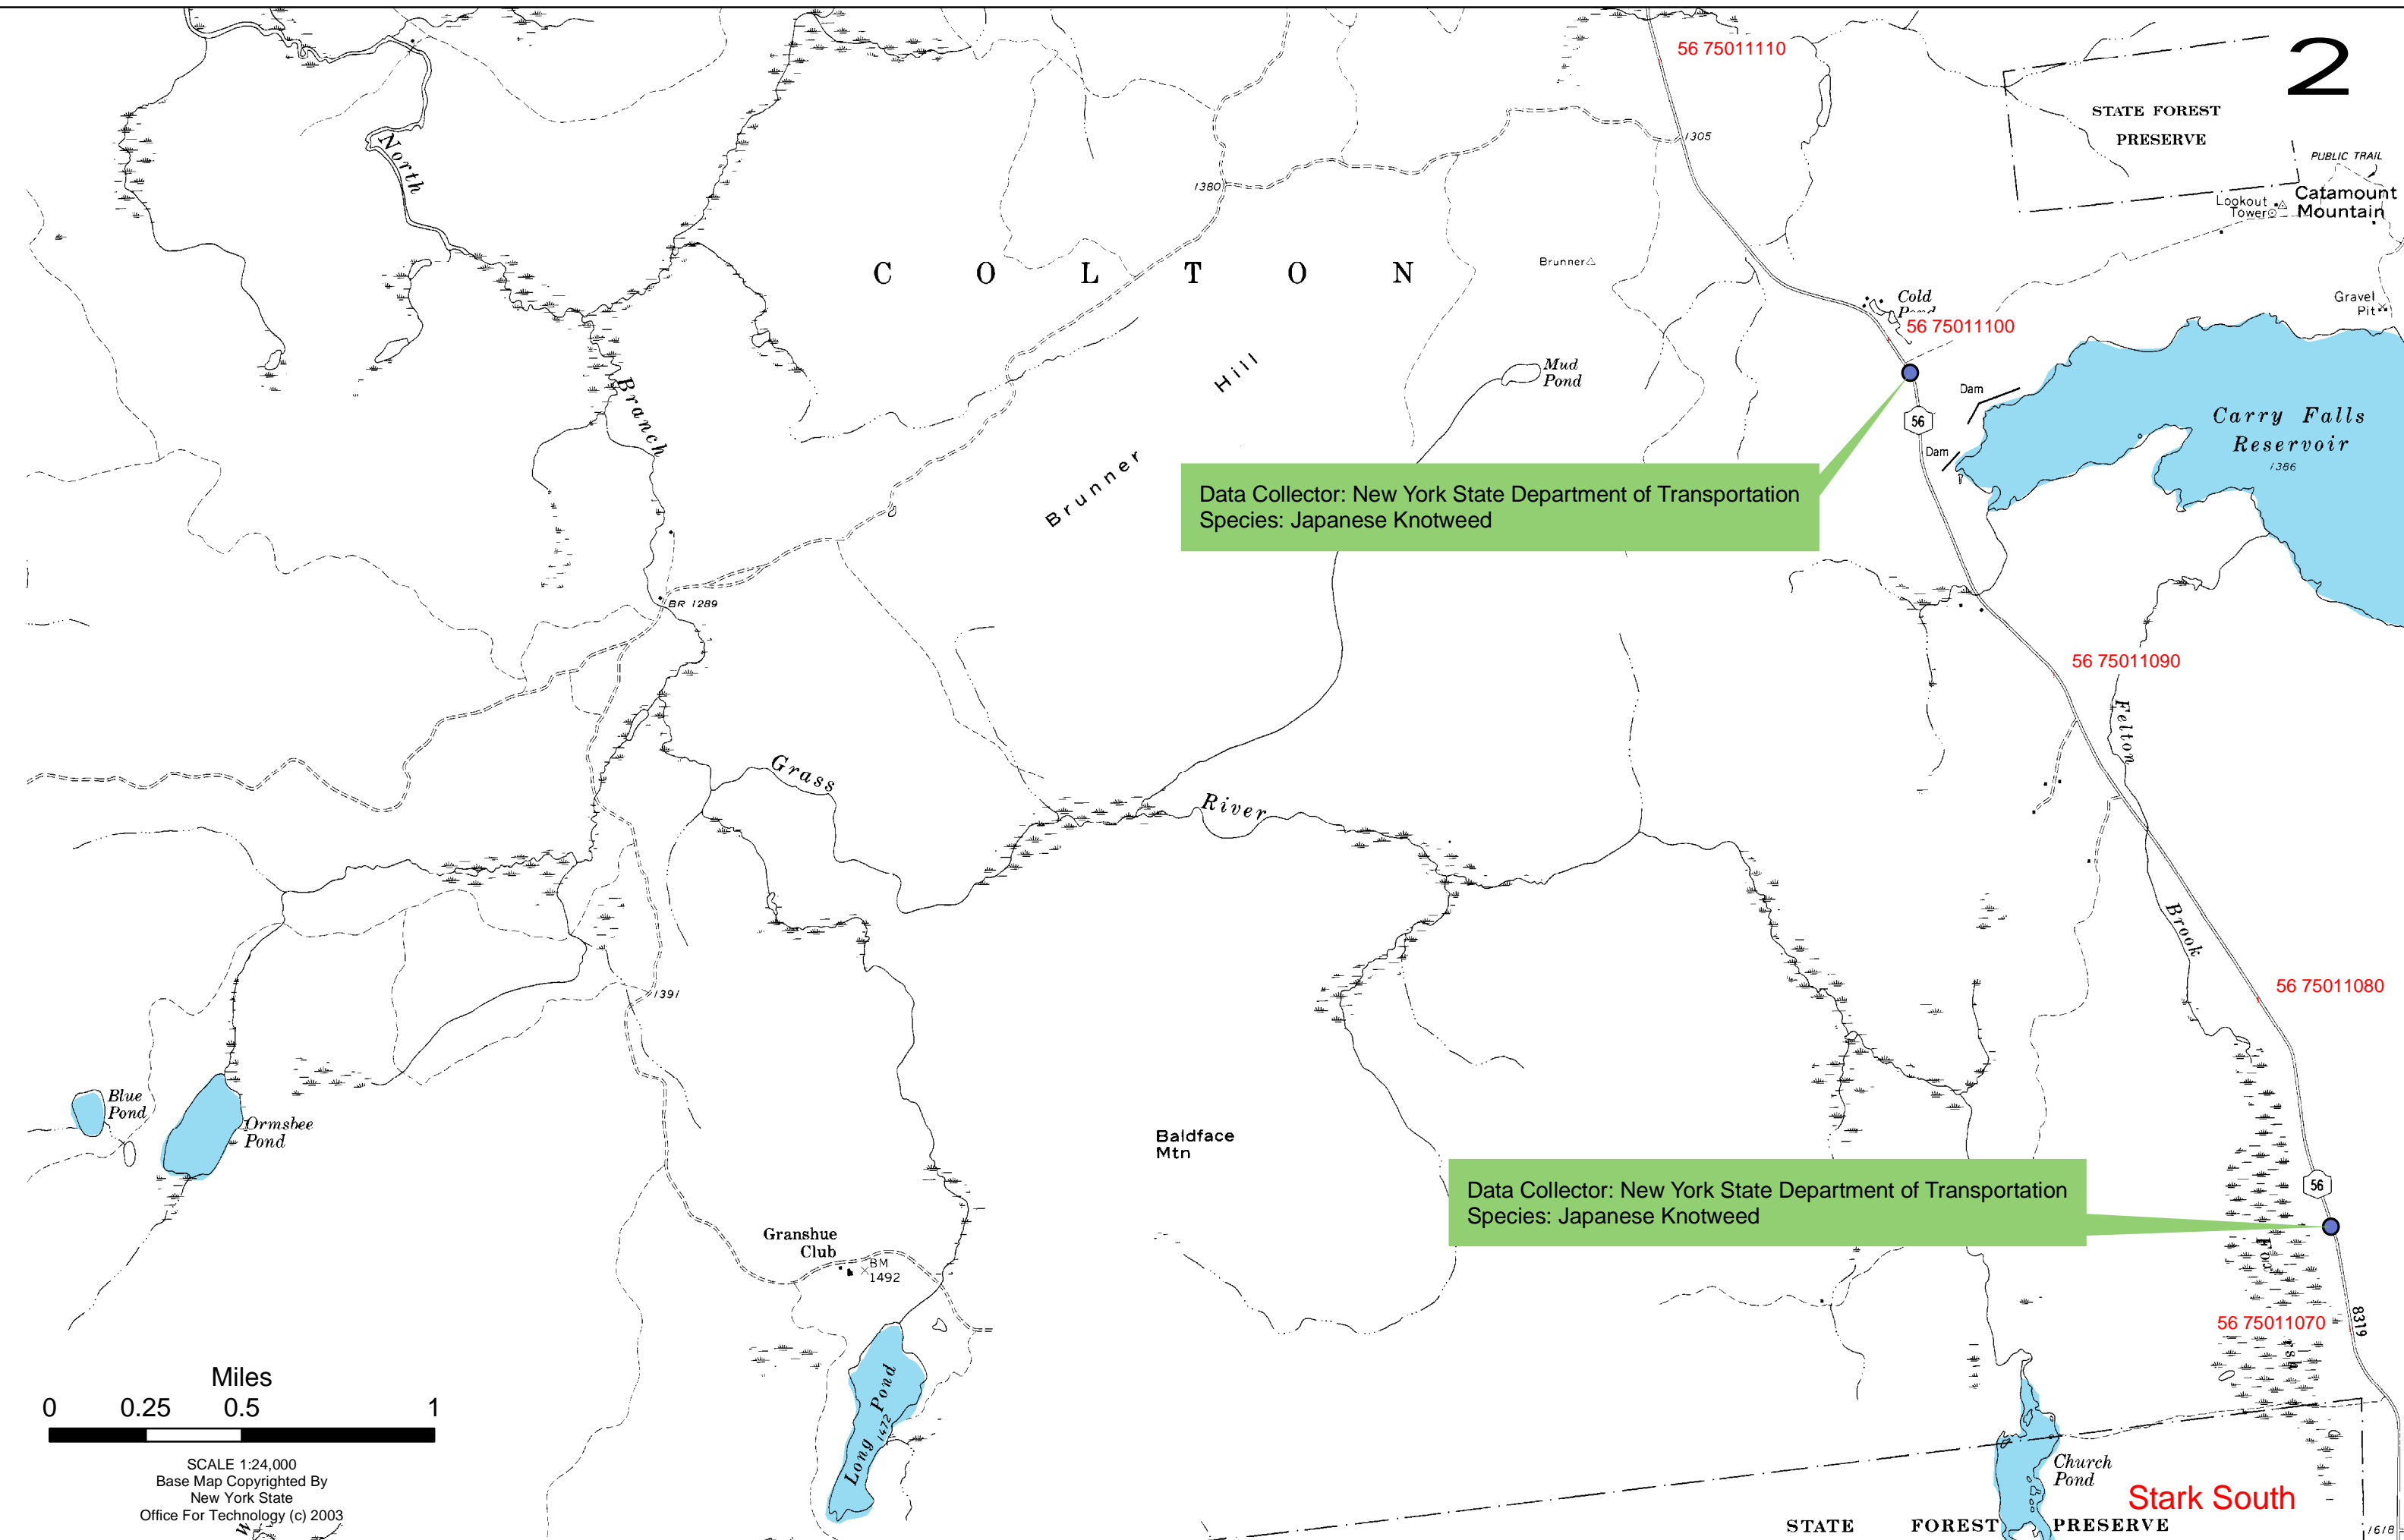 56 75011110
2
STATE FOREST
PRESERVE
1305
PUBLIC TRAIL
Catamount
Mountain
Lookout
Tower
North
1380
C O L T O N
Brunner
Cold
Pond
56 75011100
Gravel
Pit
Mud
Pond
Hill
Branch
Dam
56
Carry Falls
Reservoir
1386
Dam
Brunner
Data Collector: New York State Department of Transportation
Species: Japanese Knotweed
BR 1289
56 75011090
Felton
Grass
River
Brook
56 75011080
1391
Blue
Pond
Ormsbee
Pond
Baldface
Mtn
Data Collector: New York State Department of Transportation
Species: Japanese Knotweed
56
Granshue
Club
BM
1492
Fox
8319
56 75011070
Long Pond
1472
Miles
0 0.25 0.5 1
SCALE 1:24,000
Base Map Copyrighted By
New York State
Office For Technology (c) 2003
W
Church
Pond
Stark South
STATE FOREST PRESERVE
1618